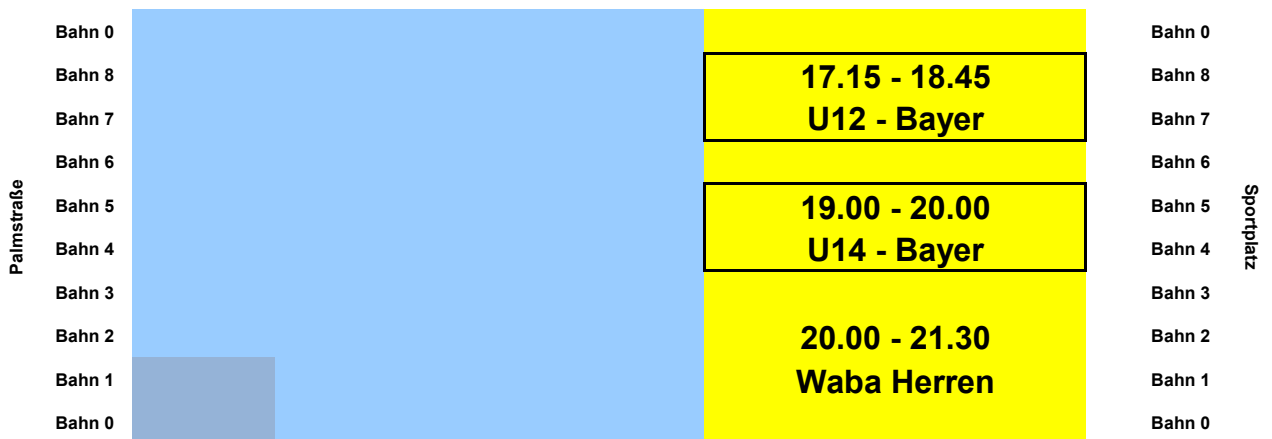 Bahn 0 Bahn 0
Bahn 8 17.15 - 18.45 Bahn 8
Bahn 7 U12 - Bayer Bahn 7
Bahn 6 Bahn 6
Palmstraße
Bahn 5 19.00 - 20.00 Bahn 5
Sportplatz
Bahn 4 U14 - Bayer Bahn 4
Bahn 3 Bahn 3
Bahn 2 20.00 - 21.30 Bahn 2
Bahn 1 Waba Herren Bahn 1
Bahn 0 Bahn 0